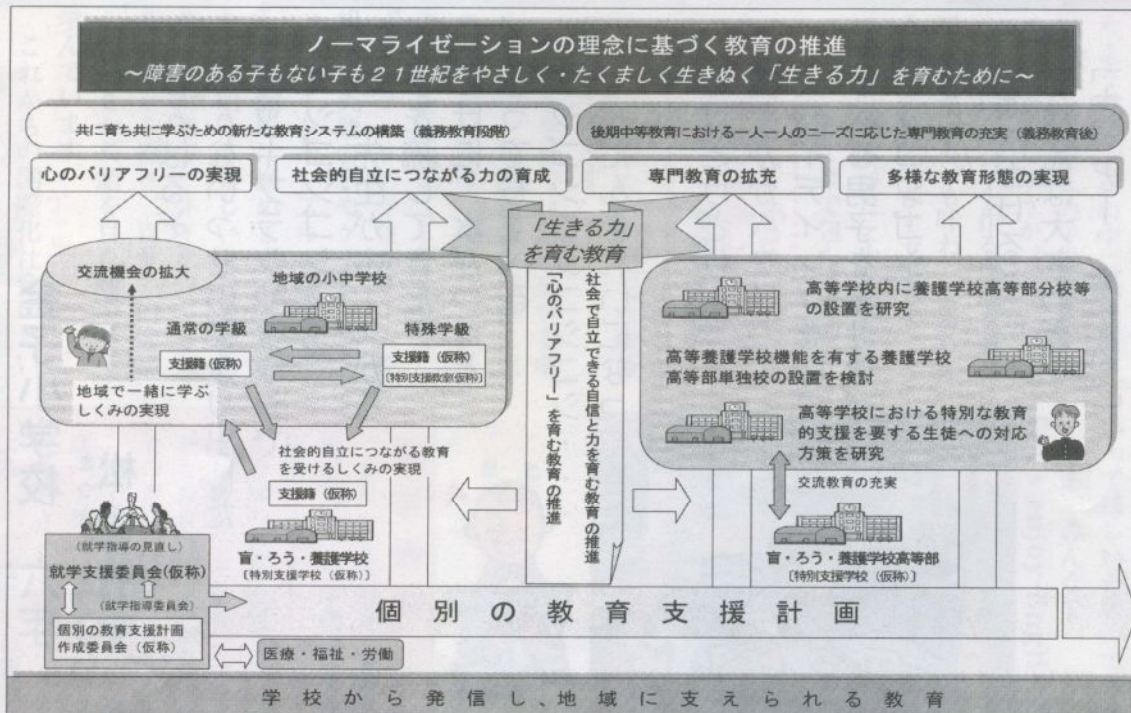 ノーマライゼーションの理念に基づく教育の推進
～障害のある子もない子も２１世紀をやさしく・たくましく生きぬく「生きる力」を育むために～
共に育ち共に学ぶための新たな教育システムの構築（義務教育段階）
後期中等教育における一人一人のニーズに応じた専門教育の充実（義務教育後）
心のバリアフリーの実現
社会的自立につながる力の育成
専門教育の拡充
多様な教育形態の実現
「生きる力」
を育む教育
社会で自立できる自信と力を育む教育の推進
「心のバリアフリー」を育む教育の推進
交流機会の拡大
地域の小中学校
通常の学級
特殊学級
支援籍（仮称）
支援籍（仮称）
［特別支援教室（仮称）］
地域で一緒に学ぶ
しくみの実現
社会的自立につながる教育
を受けるしくみの実現
支援籍（仮称）
盲・ろう・養護学校
［特別支援学校（仮称）］
高等学校内に養護学校高等部分校等
の設置を研究
高等養護学校機能を有する養護学校
高等部単独校の設置を検討
高等学校における特別な教育
的支援を要する生徒への対応
方策を研究
交流教育の充実
盲・ろう・養護学校高等部
［特別支援学校（仮称）］
（就学指導の見直し）
就学支援委員会（仮称）
（就学指導委員会）
個別の教育支援計画
作成委員会（仮称）
個別の教育支援計画
医療・福祉・労働
学校から発信し、地域に支えられる教育